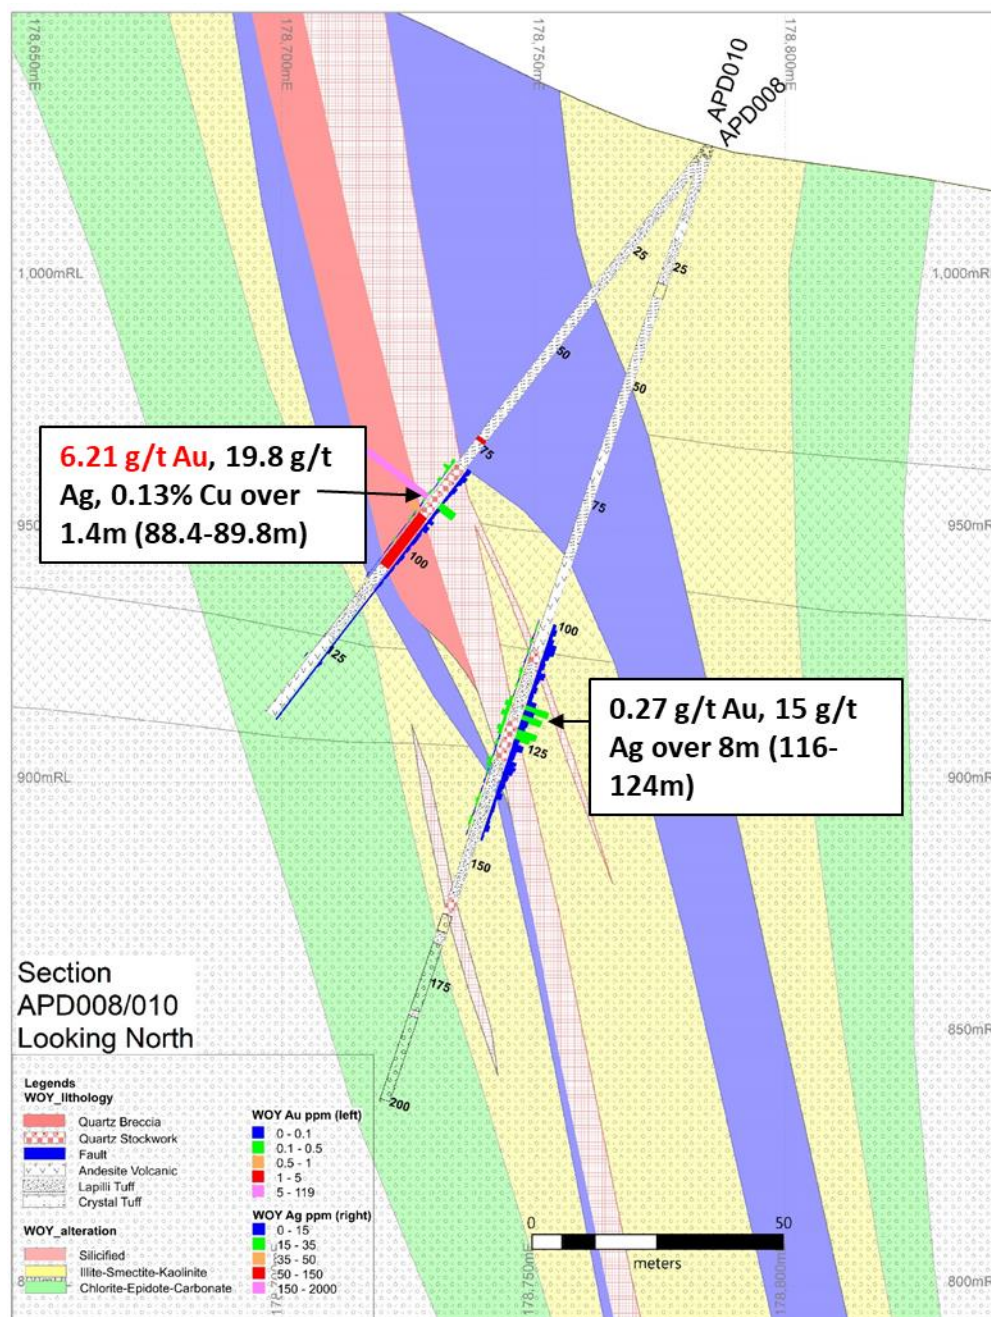 178,650mE
178,700mE
178,750mE
178,800mE
APD010
APD008
25
25
1,000mRL
1,000mRL
50
50
75
6.21 g/t Au, 19.8 g/t
Ag, 0.13% Cu over
1.4m (88.4-89.8m)
75
950mRL
100
100
125
0.27 g/t Au, 15 g/t
Ag over 8m (116-
124m)
125
900mRL
900mRL
150
175
Section
APD008/010
Looking North
850mRL
200
Legends
WOY_lithology
Quartz Breccia
Quartz Stockwork
Fault
Andesite Volcanic
Lapilli Tuff
Crystal Tuff
WOY_alteration
Silicified
Illite-Smectite-Kaolinite
Chlorite-Epidote-Carbonate
WOY Au ppm (left)
0 - 0.1
0.1 - 0.5
0.5 - 1
1 - 5
5 - 119
WOY Ag ppm (right)
0 - 15
15 - 35
35 - 50
50 - 150
150 - 2000
0
50
meters
178,750mE
178,800mE
800mRL